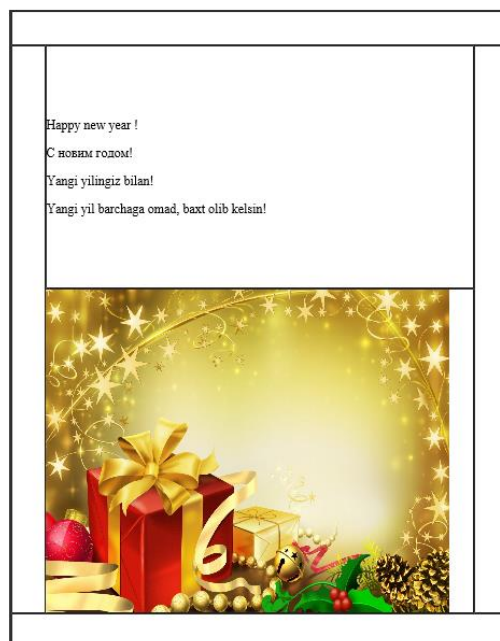 Happy new year !
С новим годом!
Yangi yilingiz bilan!
Yangi yil barchaga omad, baxt olib kelsin!